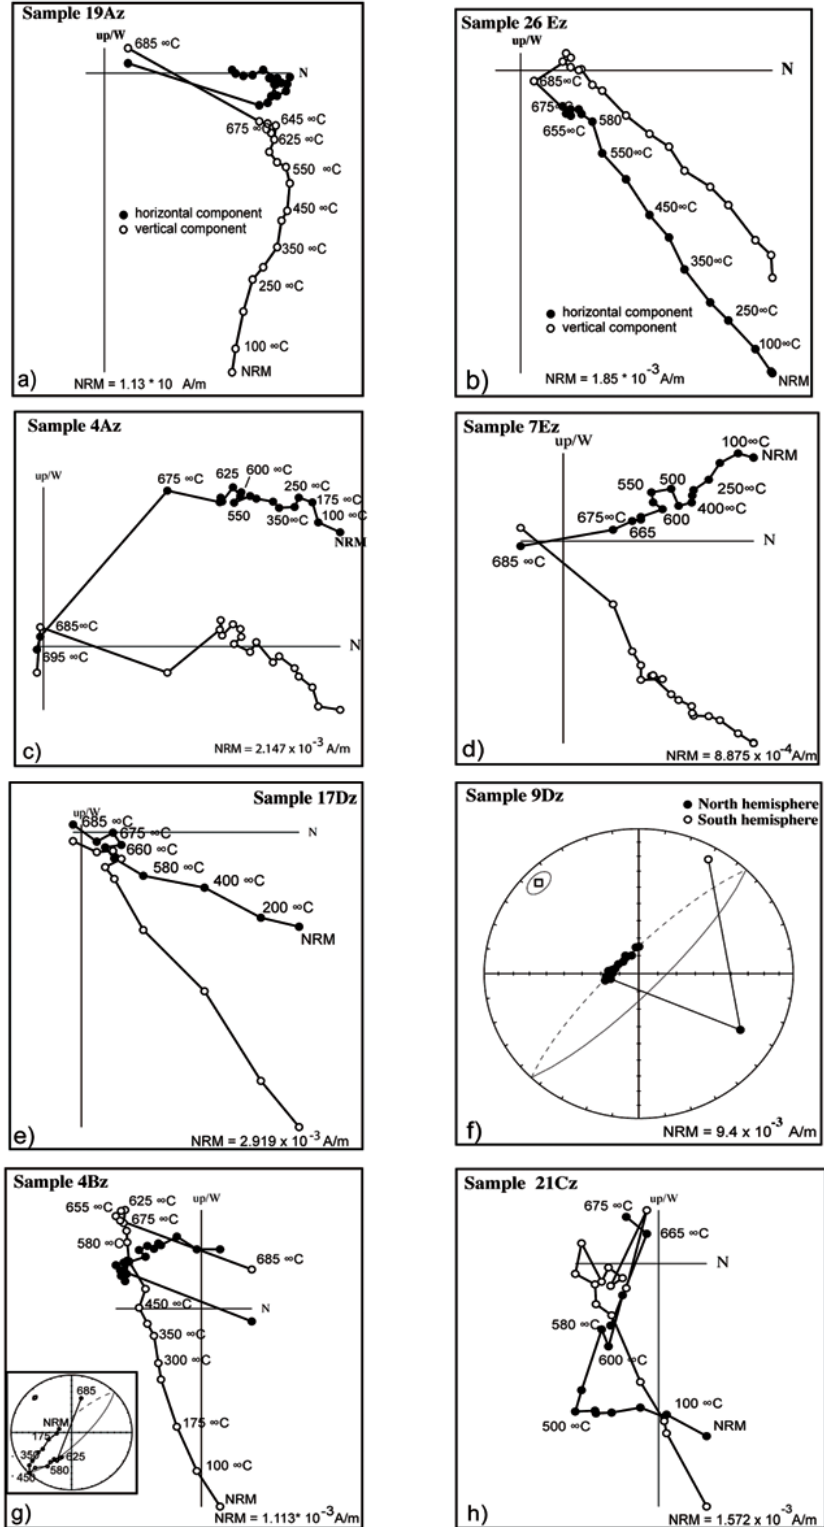 Sample 19Az
up/W
685 ∞C
N
675 ∞C
645 ∞C
625 ∞C
550 ∞C
450 ∞C
350 ∞C
250 ∞C
100 ∞C
NRM
horizontal component
vertical component
a)
NRM = 1.13 * 10 A/m
Sample 26 Ez
up/W
N
685∞C
675∞C
580
655∞C
550∞C
450∞C
350∞C
250∞C
100∞C
NRM
horizontal component
vertical component
b)
NRM = 1.85 * 10-3 A/m
Sample 4Az
up/W
675 ∞C
625
600 ∞C
550
250 ∞C
175 ∞C
350∞C
100 ∞C
NRM
685∞C
N
695 ∞C
c)
NRM = 2.147 x 10-3 A/m
Sample 7Ez
up/W
100∞C
NRM
550
500
250∞C
400∞C
675∞C
600
665
N
685 ∞C
d)
NRM = 8.875 x 10-4 A/m
Sample 17Dz
up/W
685 ∞C
675 ∞C
N
660 ∞C
580 ∞C
400 ∞C
200 ∞C
NRM
e)
NRM = 2.919 x 10-3 A/m
Sample 9Dz
North hemisphere
South hemisphere
f)
NRM = 9.4 x 10-3 A/m
Sample 4Bz
up/W
655 ∞C
625 ∞C
675 ∞C
580 ∞C
685 ∞C
450 ∞C
N
350 ∞C
300 ∞C
175 ∞C
100 ∞C
NRM
685
NRM
175
350
450
580
625
g)
NRM = 1.113* 10-3 A/m
Sample 21Cz
675 ∞C
up/W
665 ∞C
N
580 ∞C
600 ∞C
500 ∞C
100 ∞C
NRM
h)
NRM = 1.572 x 10-3 A/m